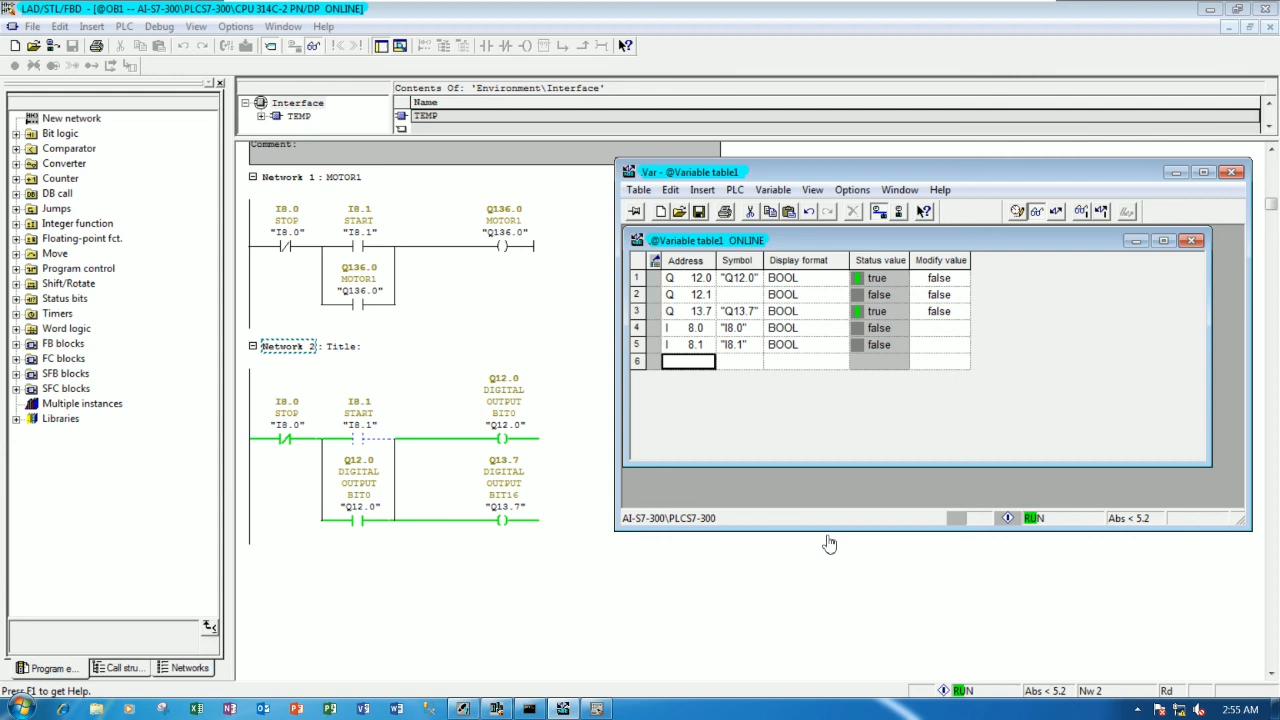 LAD/STL/FBD - [@OB1 -- AI-S7-300\PLCS7-300\CPU 314C-2 PN/DP ONLINE]
File Edit Insert PLC Debug View Options Window Help
New network
Bit logic
Comparator
Converter
Counter
DB call
Jumps
Integer function
Floating-point fct.
Move
Program control
Shift/Rotate
Status bits
Timers
Word logic
FB blocks
FC blocks
SFB blocks
SFC blocks
Multiple instances
Libraries
Program e... Call stru... Networks
Interface
TEMP
Contents Of: 'Environment\Interface'
Name
TEMP
Comment:
Network 1 : MOTOR1
I8.0 I8.1 Q136.0
STOP START MOTOR1
"I8.0" "I8.1" "Q136.0"
Q136.0
MOTOR1
"Q136.0"
Network 2 : Title:
Q12.0
DIGITAL
I8.0 I8.1 OUTPUT
STOP START BIT0
"I8.0" "I8.1" "Q12.0"
Q12.0 Q13.7
DIGITAL DIGITAL
OUTPUT OUTPUT
BIT0 BIT16
"Q12.0" "Q13.7"
Var - @Variable table1
Table Edit Insert PLC Variable View Options Window Help
@Variable table1 ONLINE
Address Symbol Display format Status value Modify value
1 Q 12.0 "Q12.0" BOOL true false
2 Q 12.1 BOOL false false
3 Q 13.7 "Q13.7" BOOL true false
4 I 8.0 "I8.0" BOOL false
5 I 8.1 "I8.1" BOOL false
6
AI-S7-300\PLCS7-300 RUN Abs < 5.2
Press F1 to get Help. RUN Abs < 5.2 Nw 2 Rd
2:55 AM